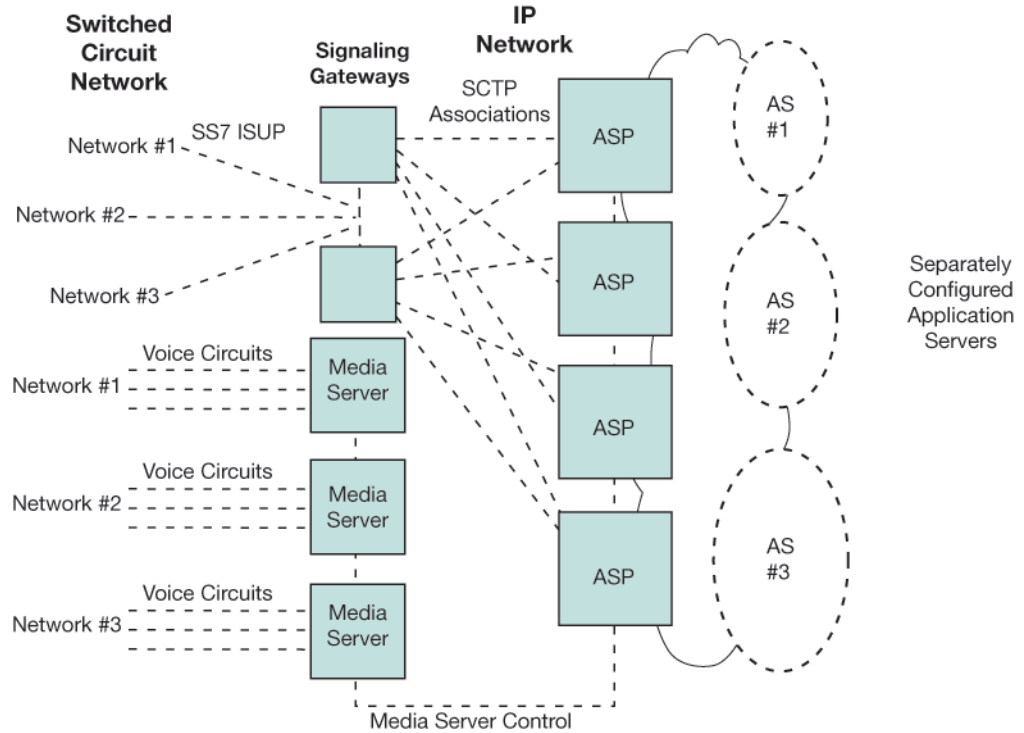 Switched
Circuit
Network
Signaling
Gateways
IP
Network
SCTP
Associations
SS7 ISUP
Network #1
Network #2
Network #3
ASP
ASP
ASP
ASP
AS
#1
AS
#2
AS
#3
Separately
Configured
Application
Servers
Voice Circuits
Network #1
Media
Server
Voice Circuits
Network #2
Media
Server
Voice Circuits
Network #3
Media
Server
Media Server Control